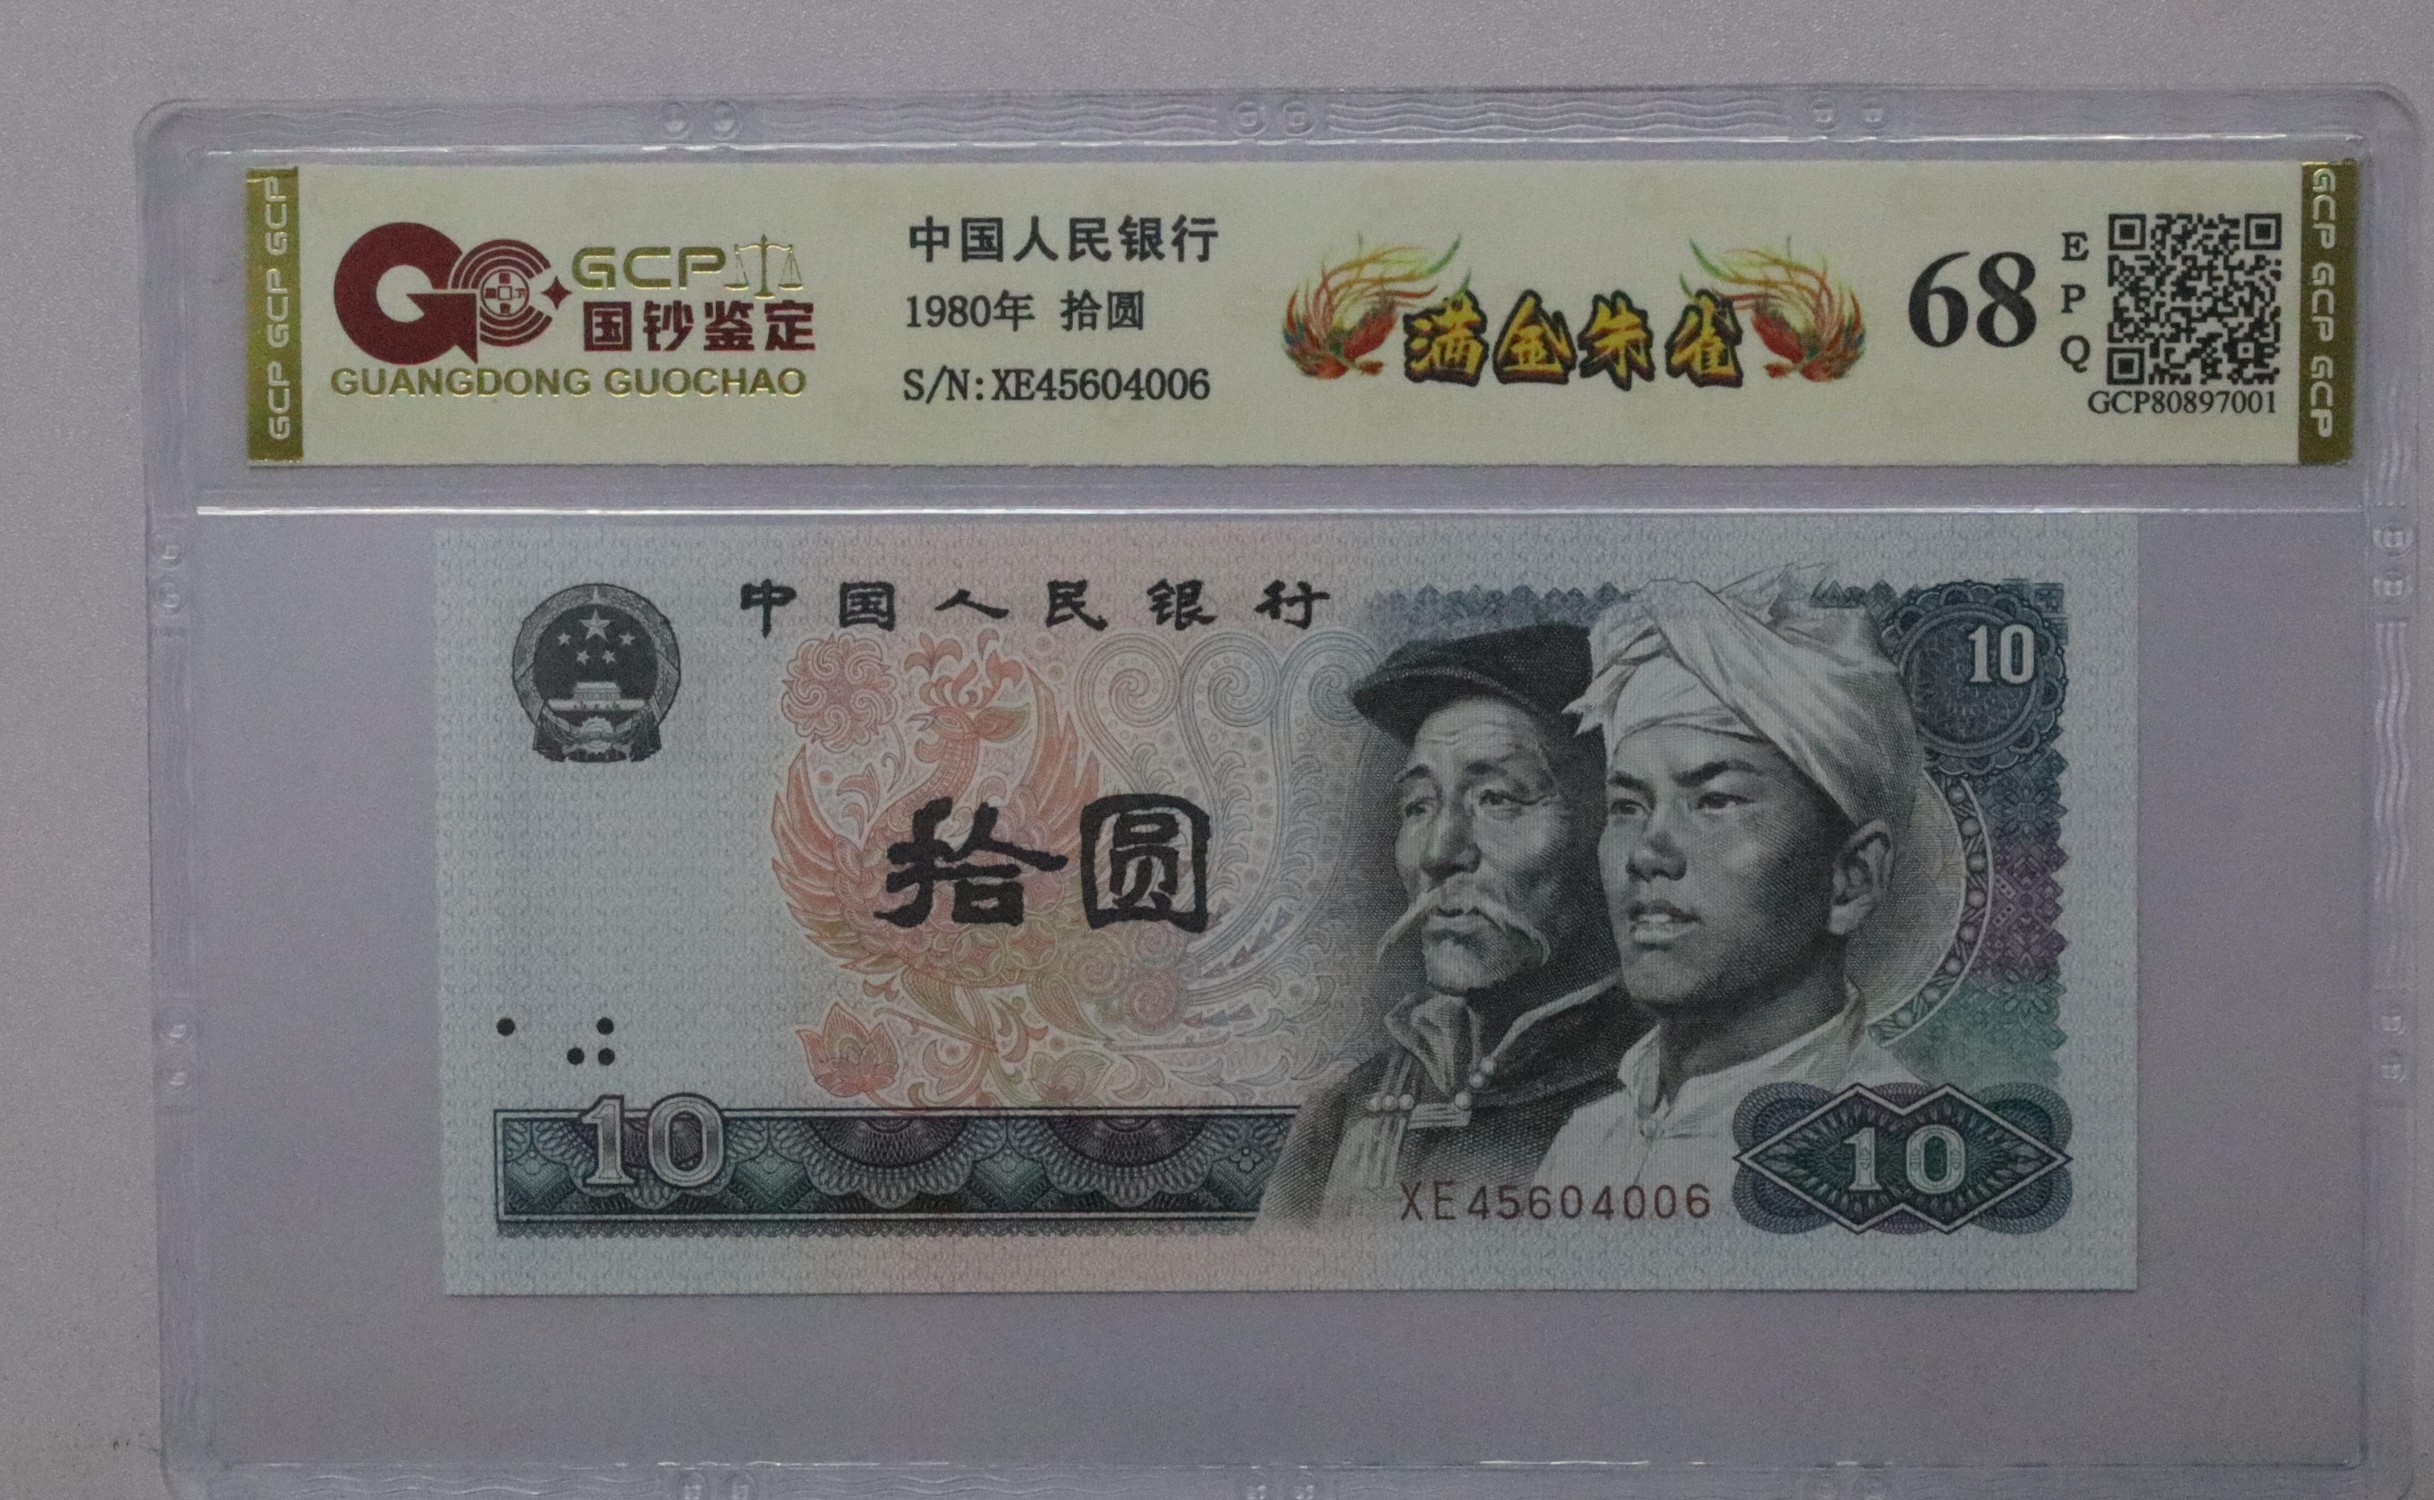 GCP GCP GCP
GCP
国钞鉴定
GUANGDONG GUOCHAO
中国人民银行
1980年 拾圆
S/N:XE45604006
满金朱雀
68
E
P
Q
GCP80897001
GCP GCP GCP
中国人民银行
10
拾圆
10
XE45604006
10